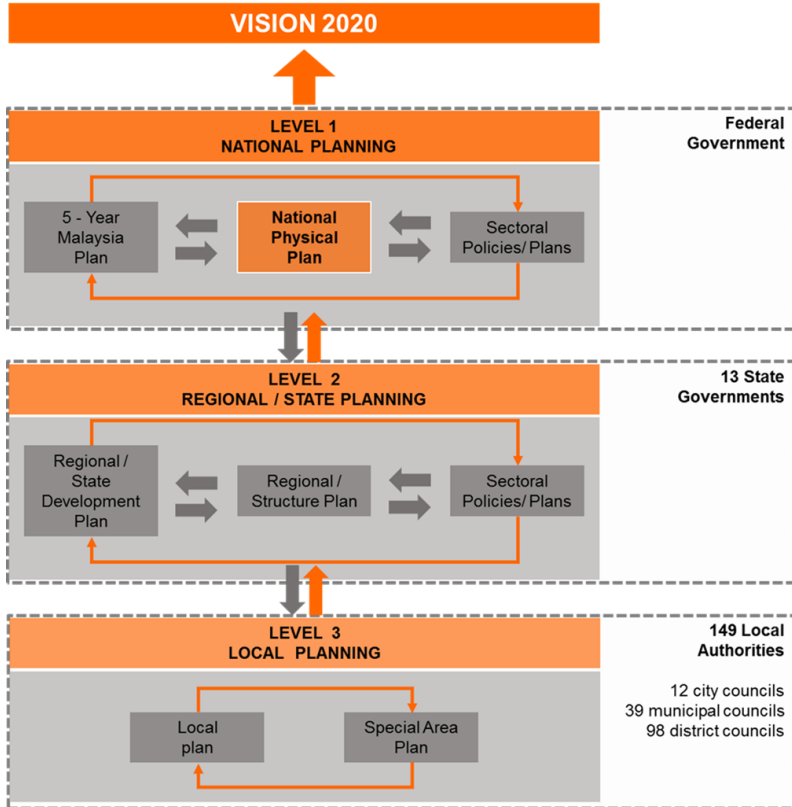 VISION 2020
LEVEL 1
NATIONAL PLANNING
Federal
Government
5 - Year
Malaysia
Plan
National
Physical
Plan
Sectoral
Policies/ Plans
LEVEL 2
REGIONAL / STATE PLANNING
13 State
Governments
Regional /
State
Development
Plan
Regional /
Structure Plan
Sectoral
Policies/ Plans
LEVEL 3
LOCAL PLANNING
149 Local
Authorities
12 city councils
39 municipal councils
98 district councils
Local
plan
Special Area
Plan